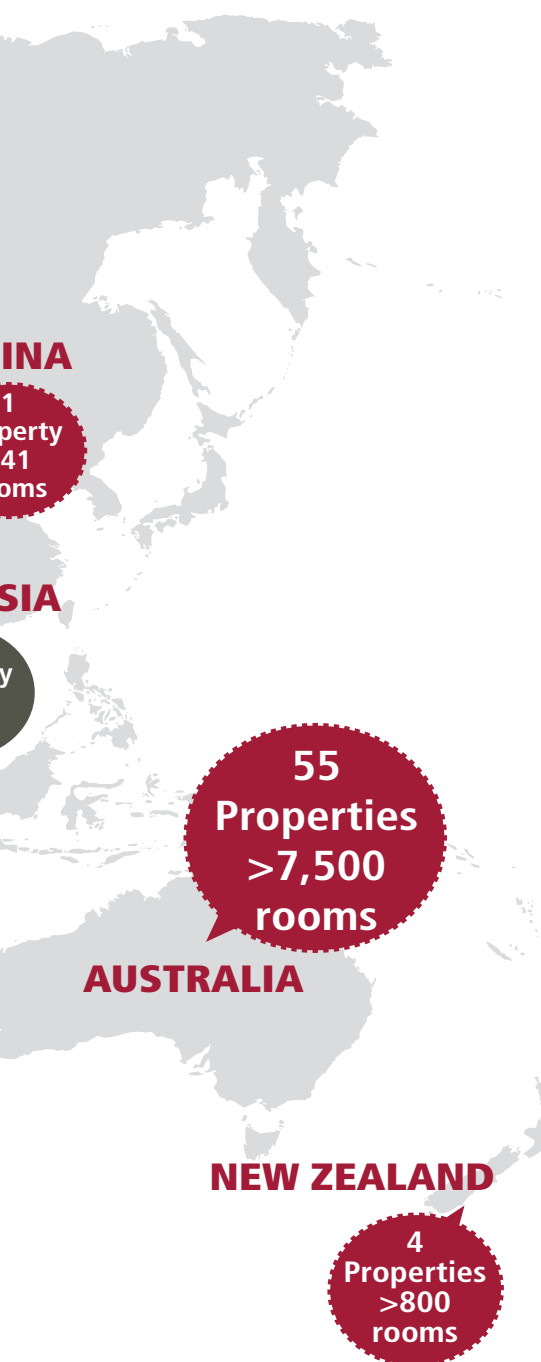 INA
1
perty
41
oms
SIA
y
55
Properties
>7,500
rooms
AUSTRALIA
NEW ZEALAND
4
Properties
>800
rooms